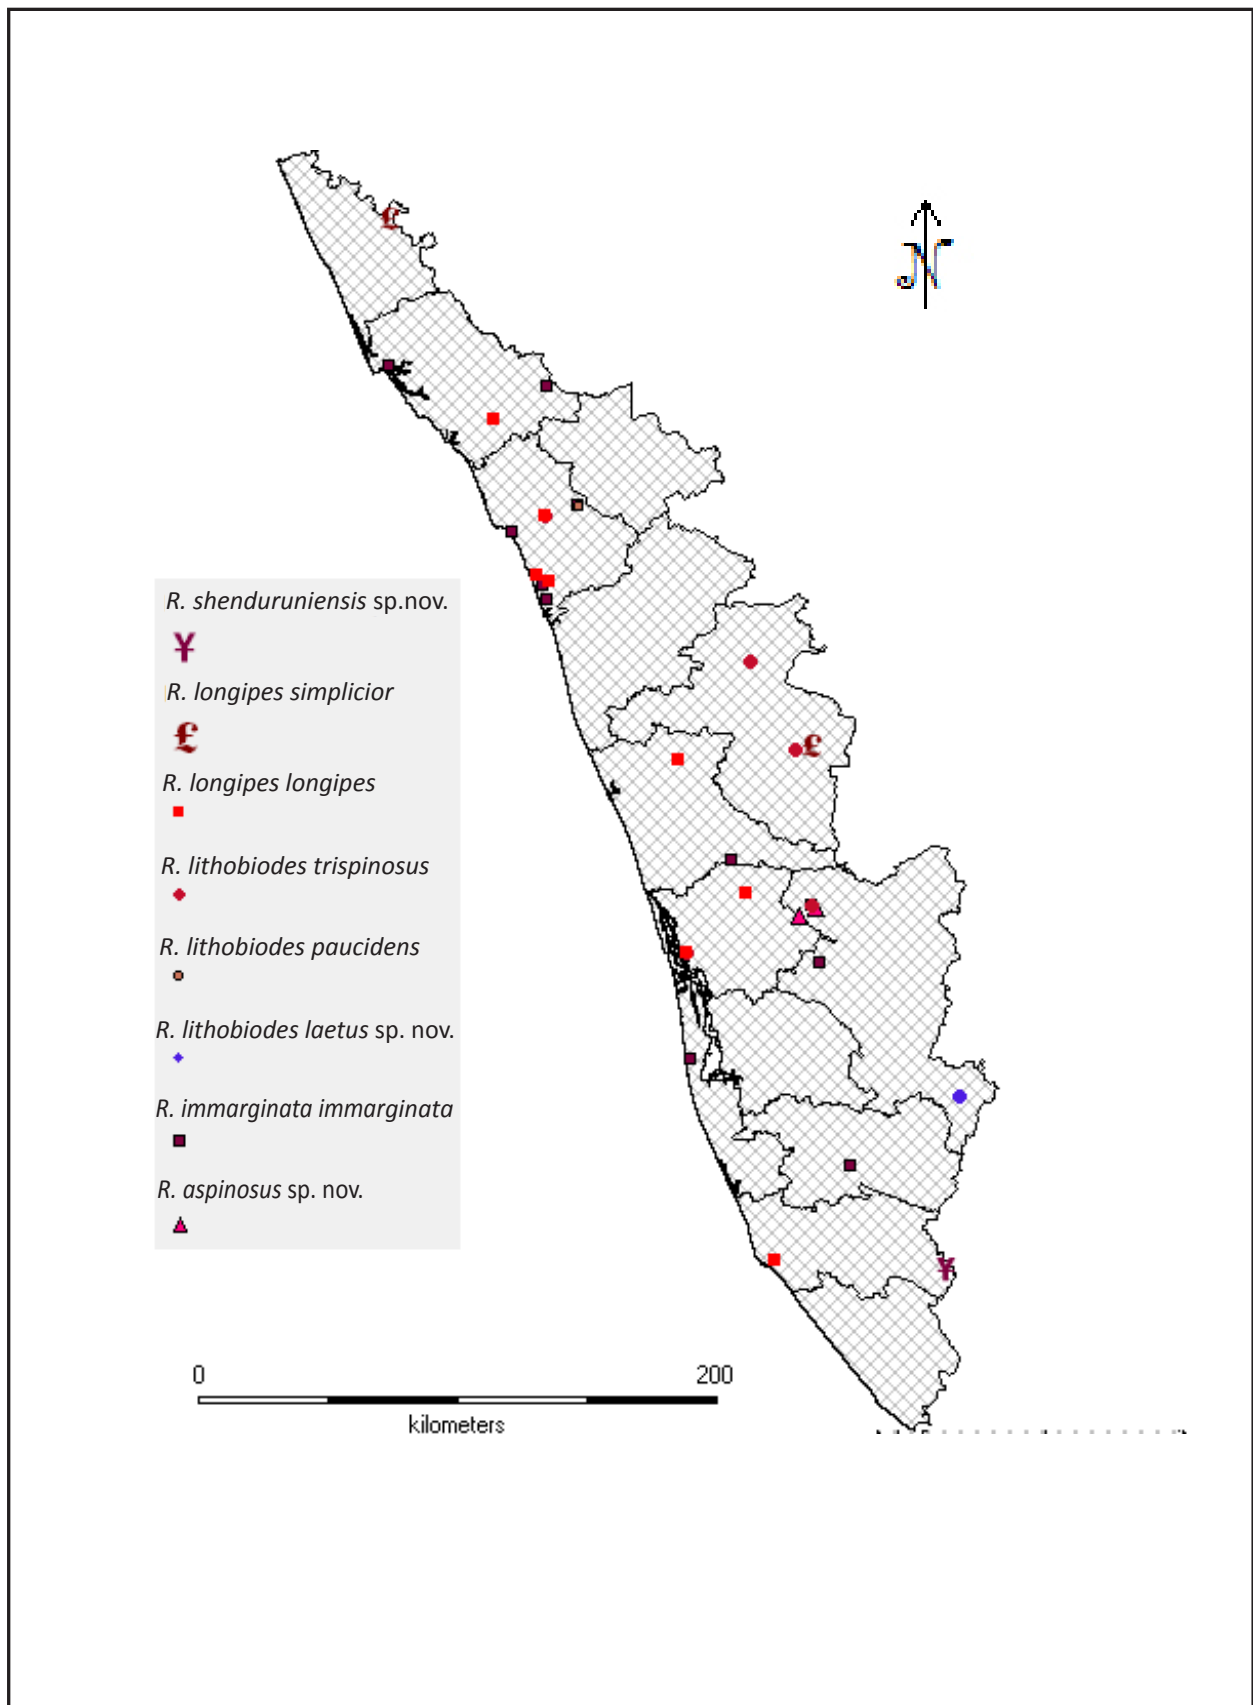 N
R. shenduruniensis sp.nov.
¥
R. longipes simplicior
£
R. longipes longipes
R. lithobiodes trispinosus
R. lithobiodes paucidens
R. lithobiodes laetus sp. nov.
R. immarginata immarginata
R. aspinosus sp. nov.
£
£
¥
0 200
kilometers